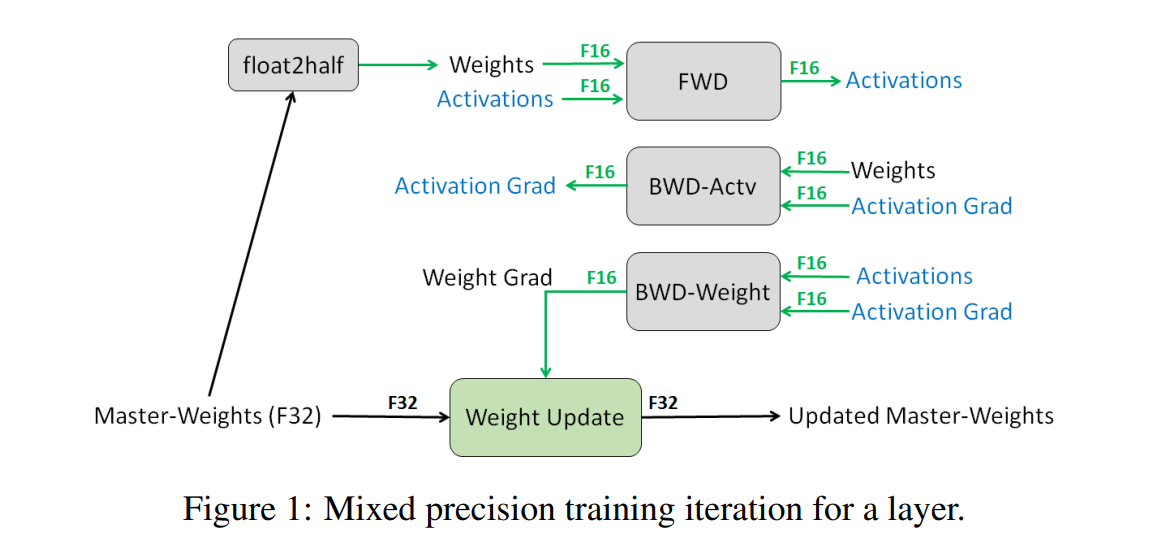 float2half
Weights
F16
Activations
F16
FWD
F16
Activations
Activation Grad
F16
BWD-Actv
F16
Weights
F16
Activation Grad
Weight Grad
F16
BWD-Weight
F16
Activations
F16
Activation Grad
Master-Weights (F32)
F32
Weight Update
F32
Updated Master-Weights
Figure 1: Mixed precision training iteration for a layer.